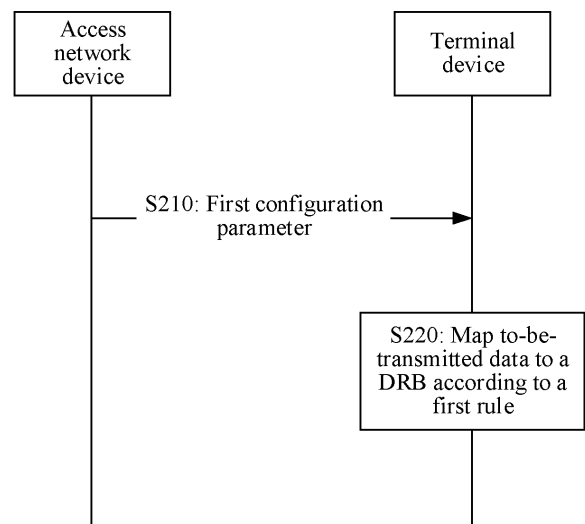 Access
network
device
Terminal
device
S210: First configuration
parameter
S220: Map to-be-
transmitted data to a
DRB according to a
first rule